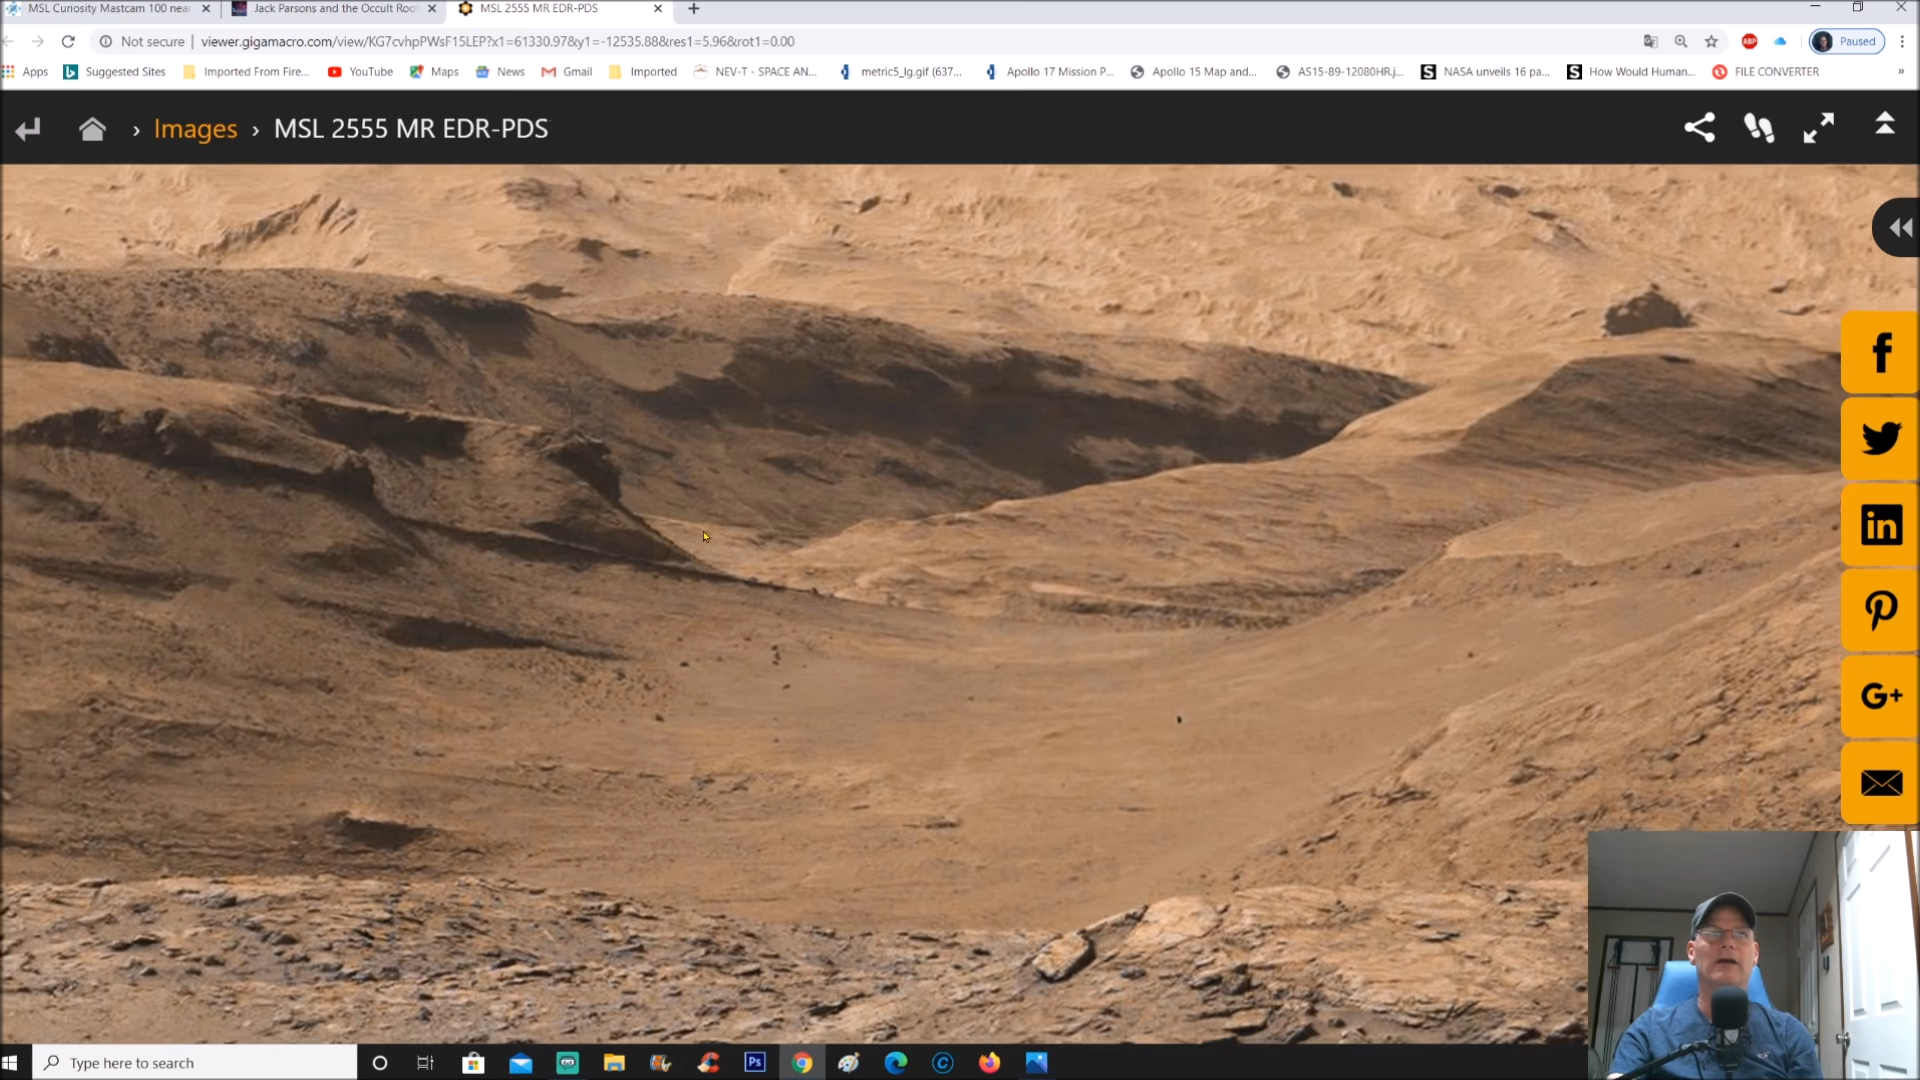 MSL Curiosity Mastcam 100 near
Jack Parsons and the Occult Root
MSL 2555 MR EDR-PDS
Not secure | viewer.gigamacro.com/view/KG7cvhpPWsF15LEP?x1=61330.97&y1=-12535.88&res1=5.96&rot1=0.00
ABP
Paused
Apps Suggested Sites Imported From Fire... YouTube Maps News Gmail Imported NEV-T - SPACE AN... metric5_lg.gif (637... Apollo 17 Mission P... Apollo 15 Map and... AS15-89-12080HR.j... NASA unveils 16 pa... How Would Human... FILE CONVERTER »
› Images › MSL 2555 MR EDR-PDS
f
in
G+
Type here to search
Ps